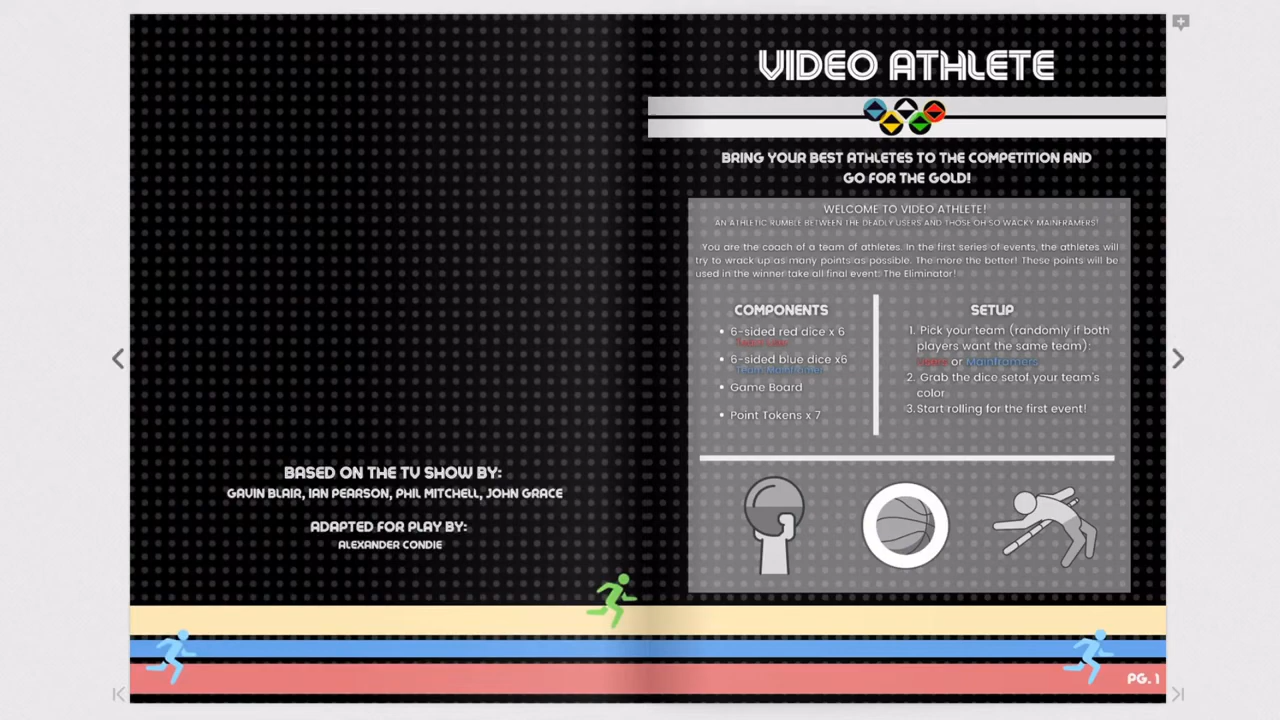 BASED ON THE TV SHOW BY:
GAVIN BLAIR, IAN PEARSON, PHIL MITCHELL, JOHN GRACE
ADAPTED FOR PLAY BY:
ALEXANDER CONDIE
VIDEO ATHLETE
BRING YOUR BEST ATHLETES TO THE COMPETITION AND
GO FOR THE GOLD!
WELCOME TO VIDEO ATHLETE!
AN ATHLETIC RUMBLE BETWEEN THE DEADLY USERS AND THOSE OH SO WACKY MAINFRAMERS!
You are the coach of a team of athletes. In the first series of events, the athletes will
try to wrack up as many points as possible. The more the better! These points will be
used in the winner take all final event: The Eliminator!
COMPONENTS
• 6-sided red dice x 6
Team User
• 6-sided blue dice x6
Team Mainframer
• Game Board
• Point Tokens x 7
SETUP
1. Pick your team (randomly if both
players want the same team):
Users or Mainframers
2. Grab the dice setof your team's
color
3.Start rolling for the first event!
PG. 1